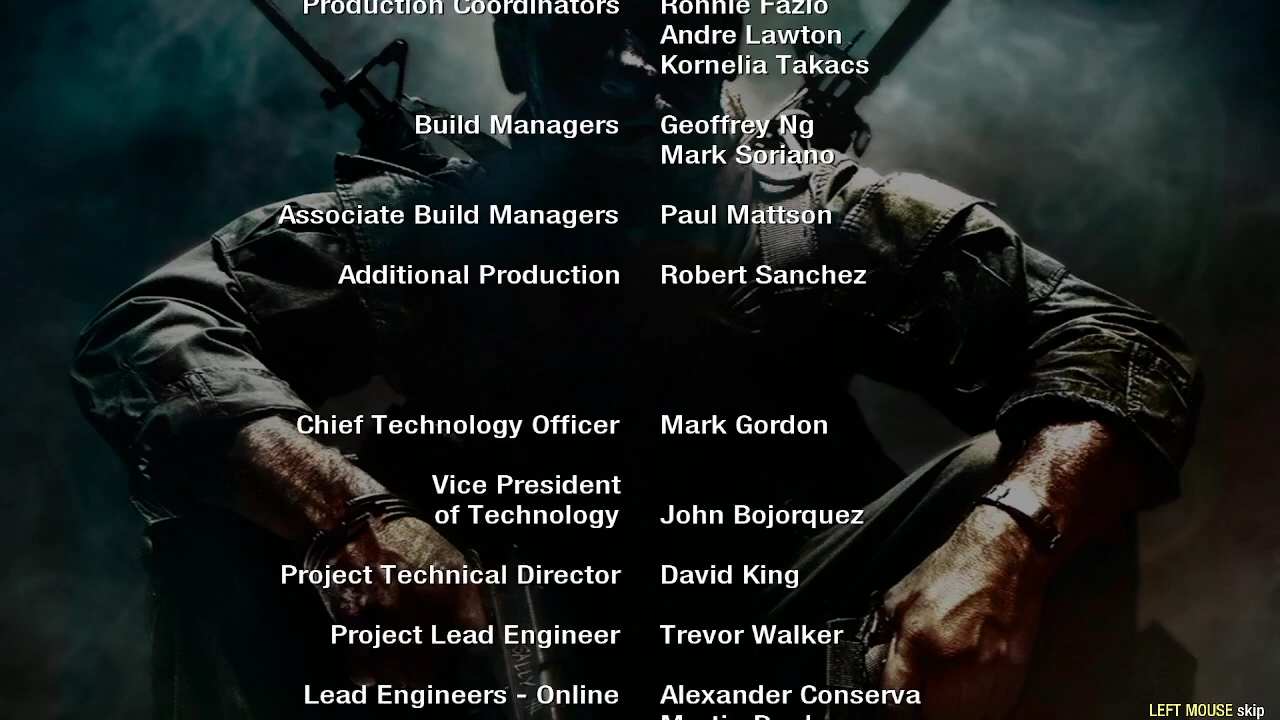 Production Coordinators Ronnie Fazio
Andre Lawton
Kornelia Takacs
Build Managers Geoffrey Ng
Mark Soriano
Associate Build Managers Paul Mattson
Additional Production Robert Sanchez
Chief Technology Officer Mark Gordon
Vice President
of Technology John Bojorquez
Project Technical Director David King
Project Lead Engineer Trevor Walker
Lead Engineers - Online Alexander Conserva
LEFT MOUSE skip